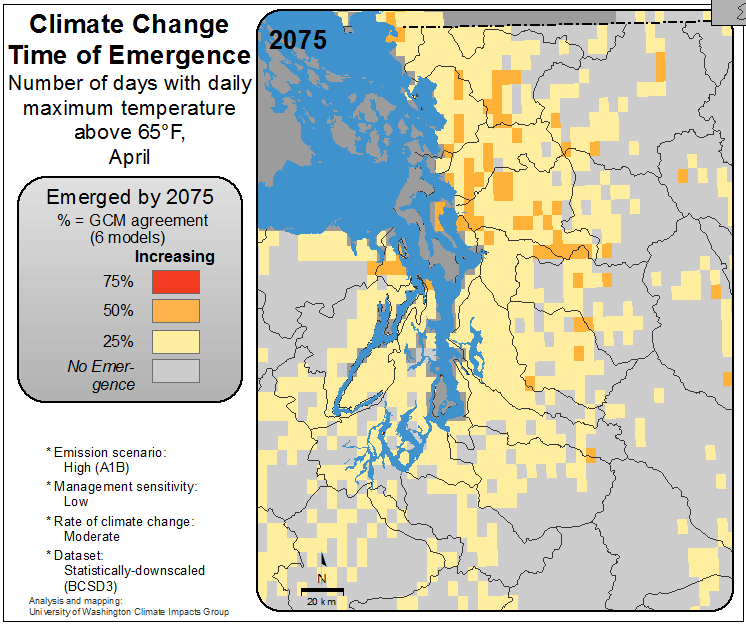 Climate Change
Time of Emergence
Number of days with daily
maximum temperature
above 65°F,
April
Emerged by 2075
% = GCM agreement
(6 models)
Increasing
75%
50%
25%
No Emer-
gence
* Emission scenario:
High (A1B)
* Management sensitivity:
Low
* Rate of climate change:
Moderate
* Dataset:
Statistically-downscaled
(BCSD3)
Analysis and mapping:
University of Washington Climate Impacts Group
2075
N
20 km